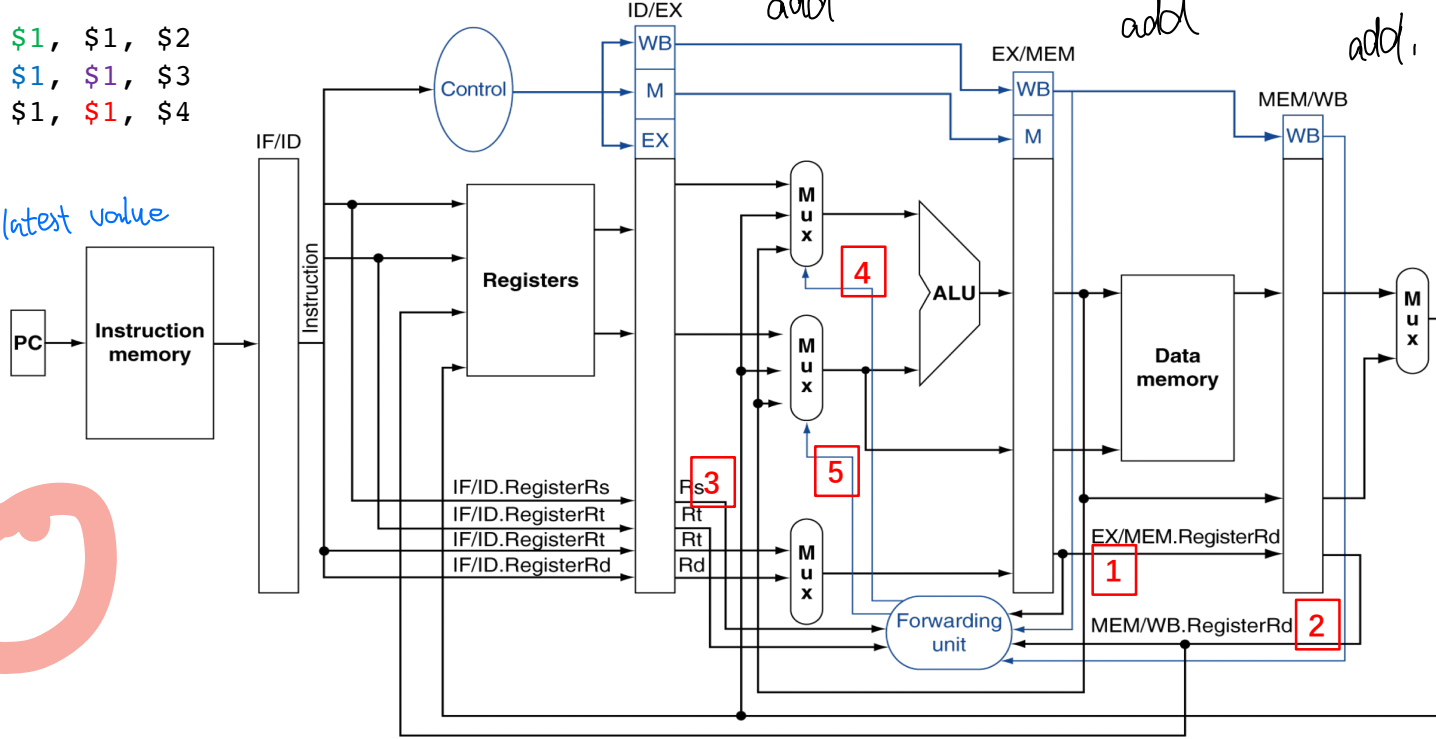 $1, $1, $2
$1, $1, $3
$1, $1, $4
latest value
add
add
add.
ID/EX
WB
M
EX
EX/MEM
WB
M
MEM/WB
WB
Control
IF/ID
Instruction
PC
Instruction
memory
Registers
Mux
Mux
Mux
ALU
Data
memory
Mux
4
5
3
1
2
IF/ID.RegisterRs
IF/ID.RegisterRt
IF/ID.RegisterRt
IF/ID.RegisterRd
Rs
Rt
Rt
Rd
EX/MEM.RegisterRd
MEM/WB.RegisterRd
Forwarding
unit